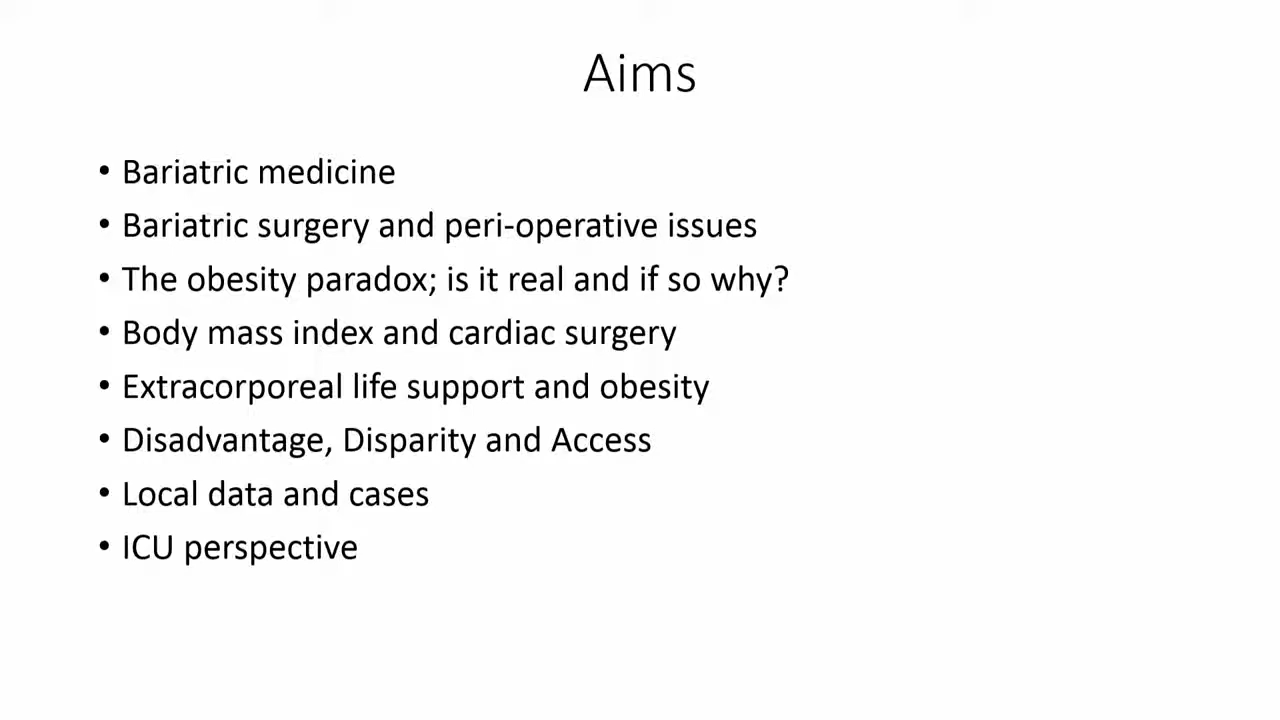 Aims
• Bariatric medicine
• Bariatric surgery and peri-operative issues
• The obesity paradox; is it real and if so why?
• Body mass index and cardiac surgery
• Extracorporeal life support and obesity
• Disadvantage, Disparity and Access
• Local data and cases
• ICU perspective